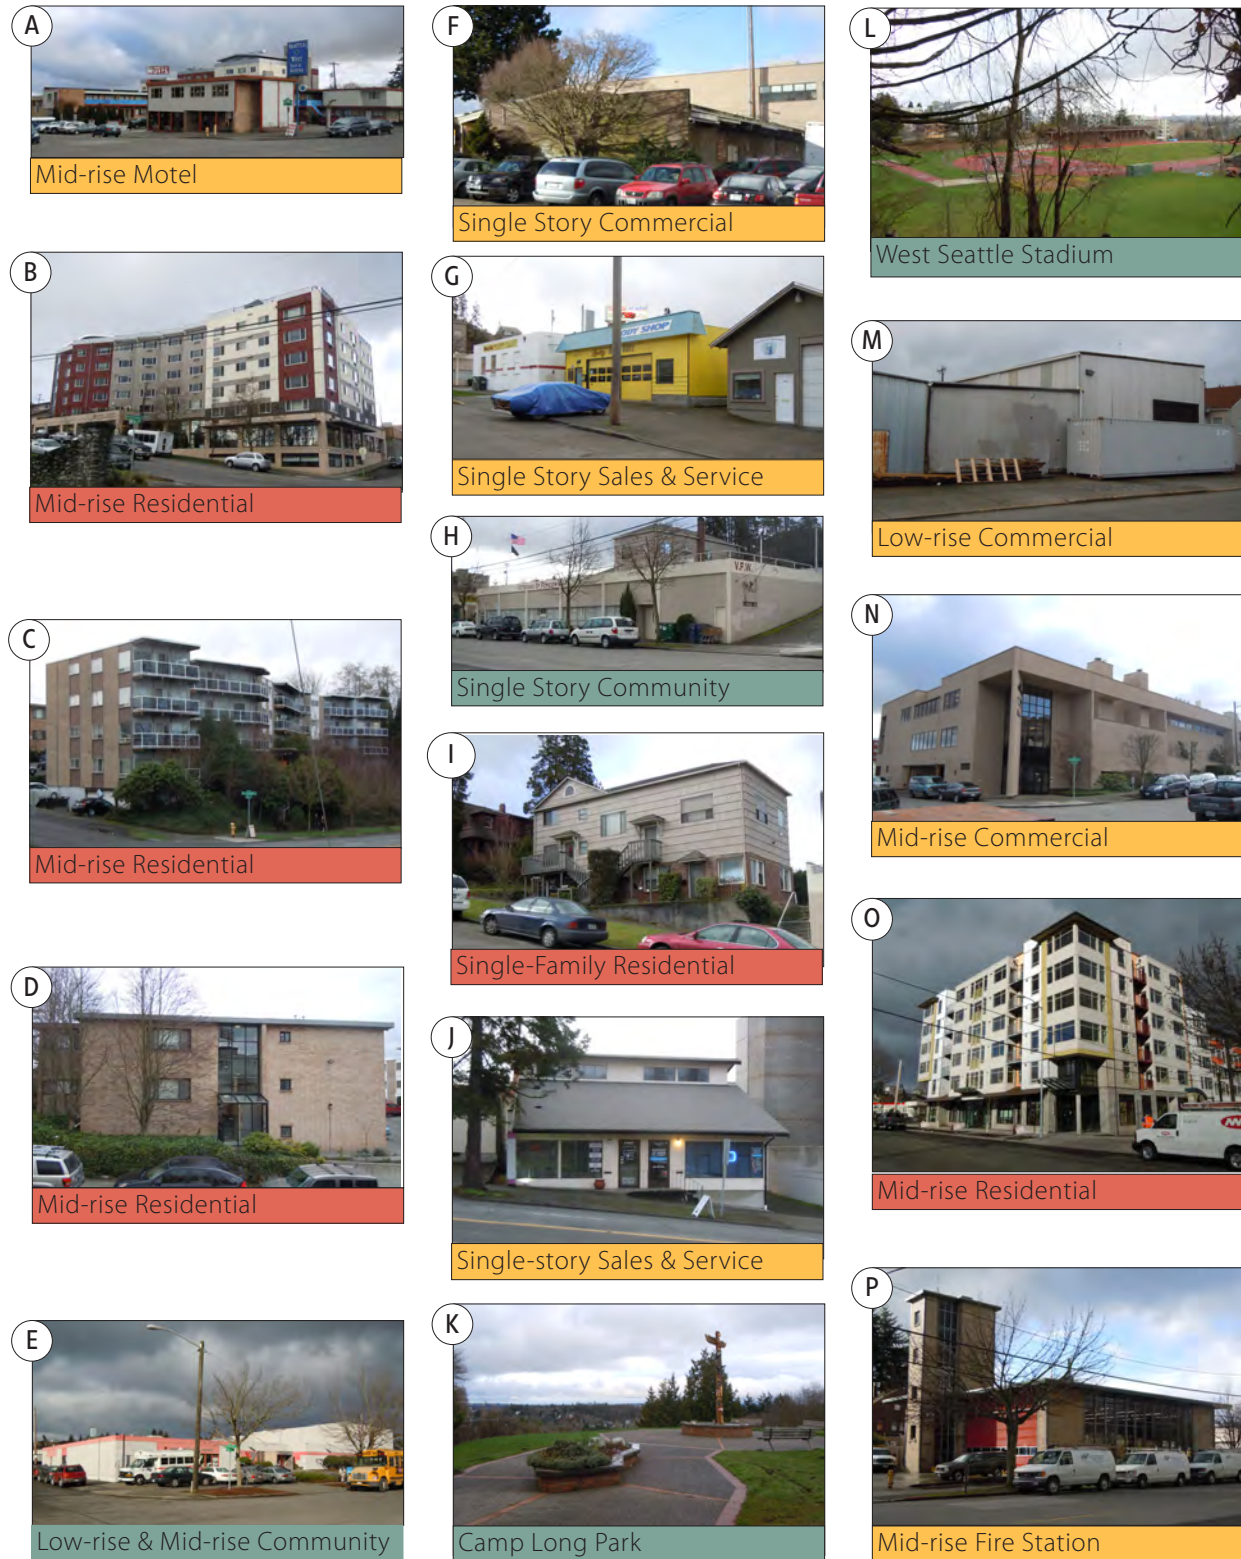 A
Mid-rise Motel
B
Mid-rise Residential
C
Mid-rise Residential
D
Mid-rise Residential
E
Low-rise & Mid-rise Community
F
Single Story Commercial
G
BODY SHOP
Single Story Sales & Service
H
V.F.W.
Single Story Community
I
Single-Family Residential
J
Single-story Sales & Service
K
Camp Long Park
L
West Seattle Stadium
M
Low-rise Commercial
N
Mid-rise Commercial
O
Mid-rise Residential
P
Mid-rise Fire Station